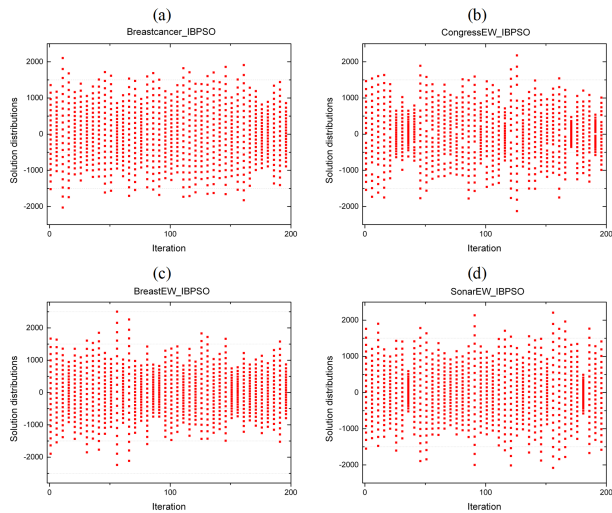 (a)
Breastcancer_IBPSO
2000
1000
0
-1000
-2000
Solution distributions
0
100
200
Iteration
(b)
CongressEW_IBPSO
2000
1000
0
-1000
-2000
Solution distributions
0
100
200
Iteration
(c)
BreastEW_IBPSO
2000
1000
0
-1000
-2000
Solution distributions
0
100
200
Iteration
(d)
SonarEW_IBPSO
2000
1000
0
-1000
-2000
Solution distributions
0
100
200
Iteration